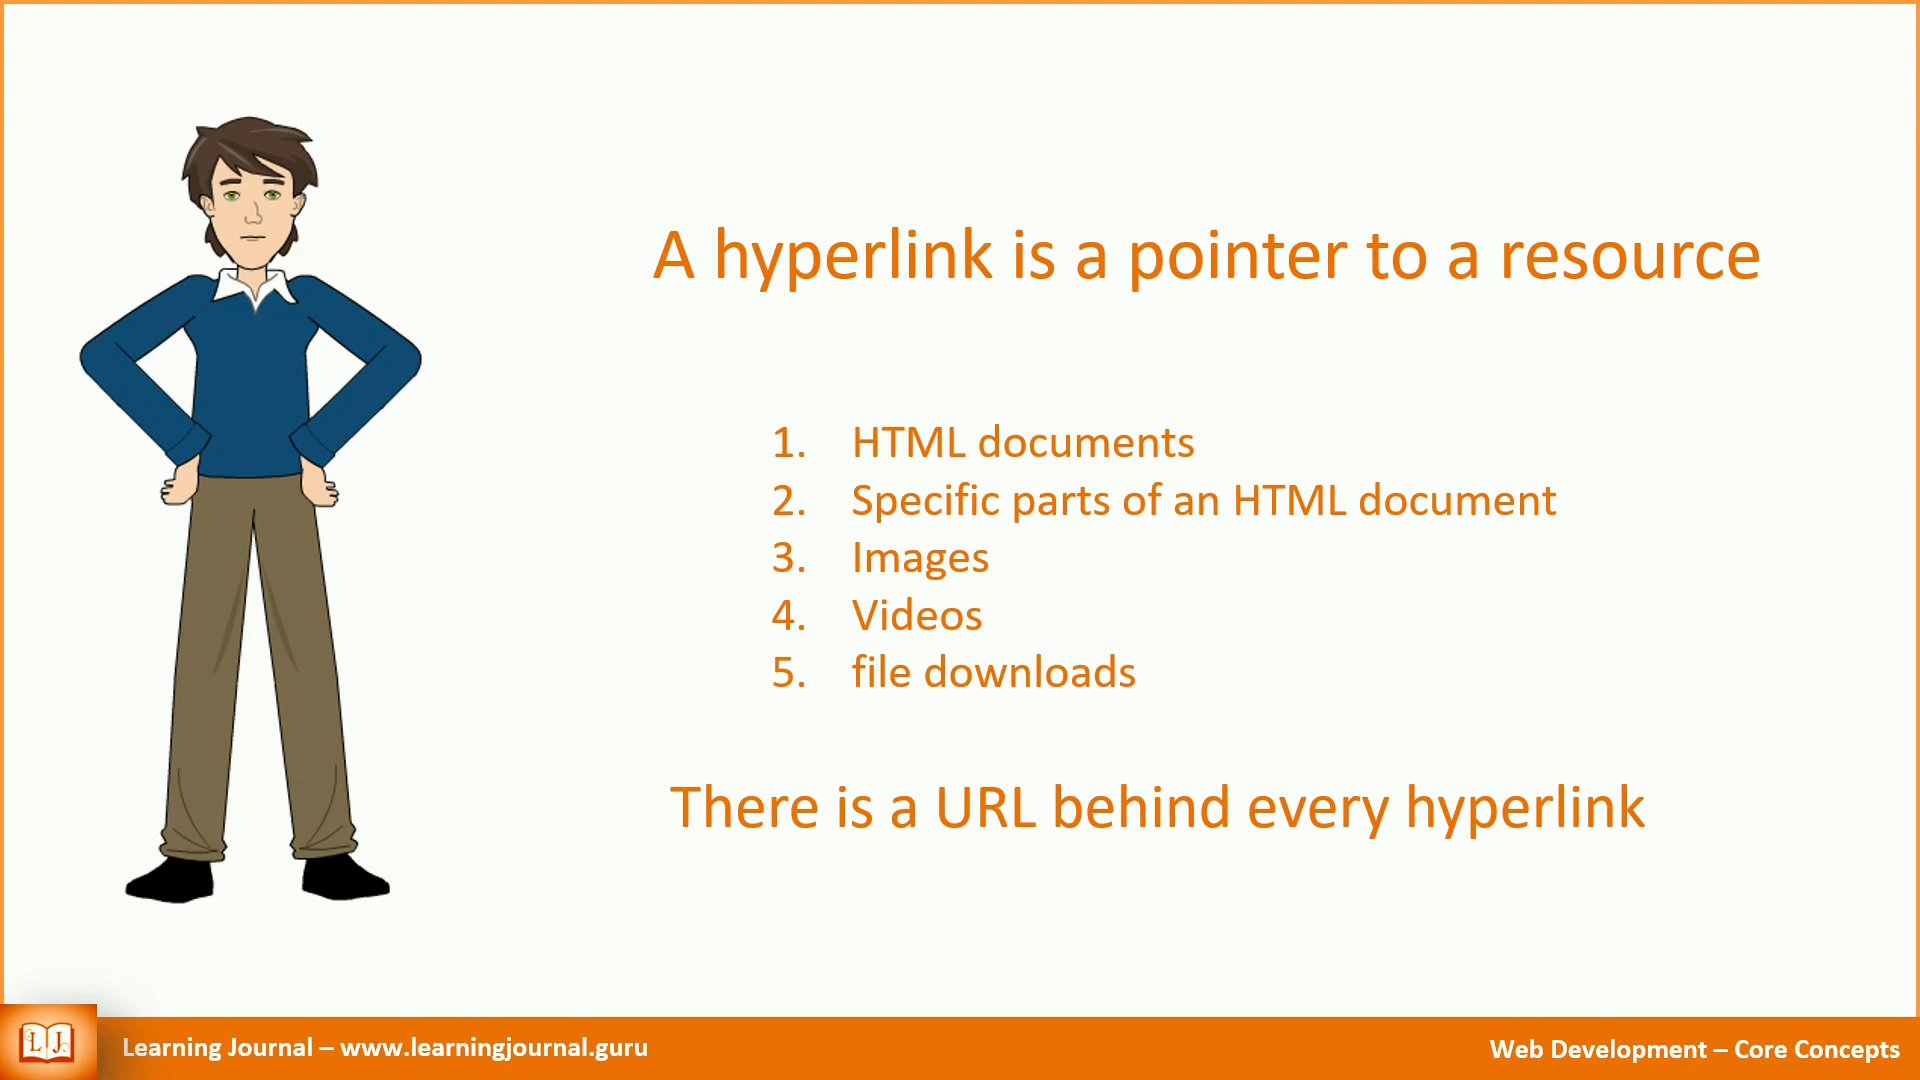 A hyperlink is a pointer to a resource
1. HTML documents
2. Specific parts of an HTML document
3. Images
4. Videos
5. file downloads
There is a URL behind every hyperlink
L J
Learning Journal – www.learningjournal.guru
Web Development – Core Concepts